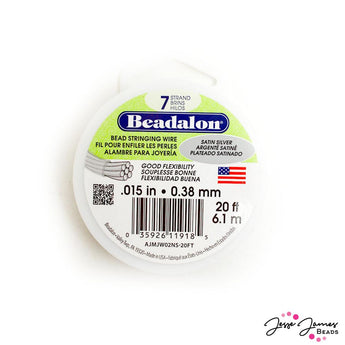 7 STRAND
BRINS
HILOS
Beadalon®
BEAD STRINGING WIRE
FIL POUR ENFILER LES PERLES
ALAMBRE PARA JOYERÍA
SATIN SILVER
ARGENTÉ SATINÉ
PLATEADO SATINADO
GOOD FLEXIBILITY
SOUPLESSE BONNE
FLEXIBILIDAD BUENA
.015 in • 0.38 mm
20 ft
6.1 m
0 35926 11918 5
AJMJW02NS-20FT
Jesse James
BEADS